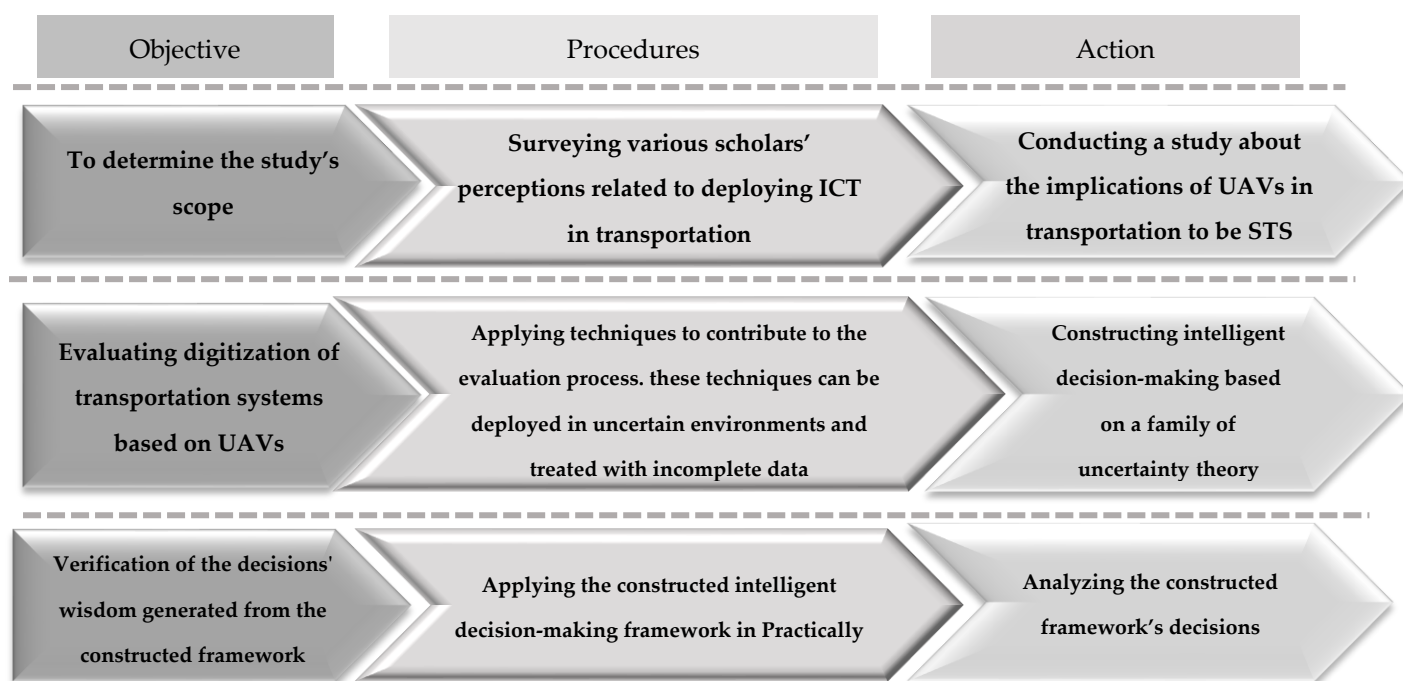 Objective
Procedures
Action
To determine the study’s
scope
Surveying various scholars’
perceptions related to deploying ICT
in transportation
Conducting a study about
the implications of UAVs in
transportation to be STS
Evaluating digitization of
transportation systems
based on UAVs
Applying techniques to contribute to the
evaluation process. these techniques can be
deployed in uncertain environments and
treated with incomplete data
Constructing intelligent
decision-making based
on a family of
uncertainty theory
Verification of the decisions'
wisdom generated from the
constructed framework
Applying the constructed intelligent
decision-making framework in Practically
Analyzing the constructed
framework’s decisions